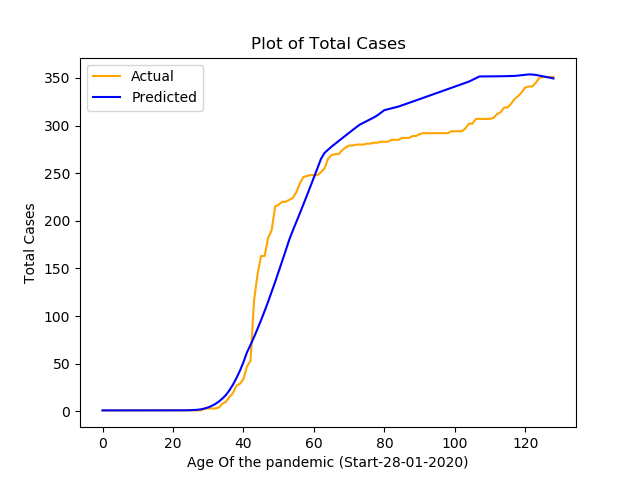 Plot of Total Cases
Actual
Predicted
350
300
250
200
150
100
50
0
Total Cases
0 20 40 60 80 100 120
Age Of the pandemic (Start-28-01-2020)